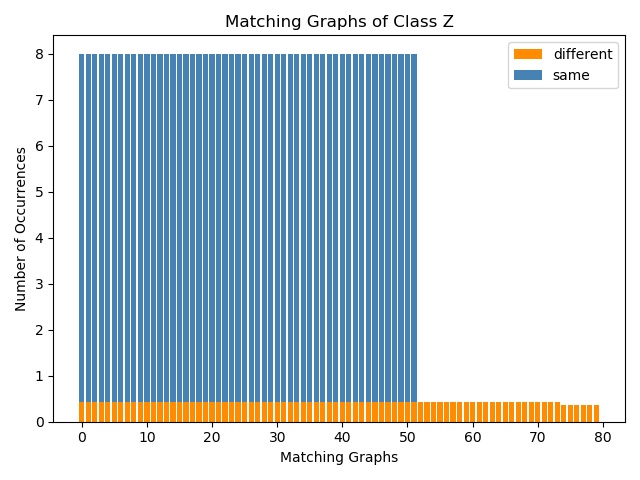 Matching Graphs of Class Z
different
same
8
7
6
5
4
3
2
1
0
Number of Occurrences
0 10 20 30 40 50 60 70 80
Matching Graphs